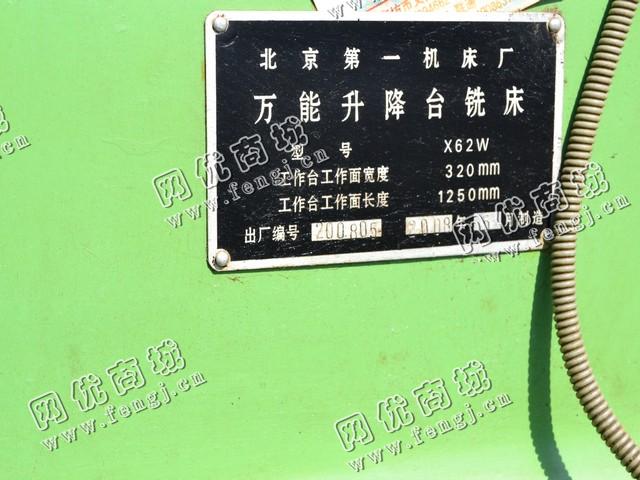 北京第一机床厂
万能升降台铣床
型号 X62W
工作台工作面宽度 320mm
工作台工作面长度 1250mm
出厂编号 200805 2008年 月制造
网优商城
www.fengj.cn
网优商城
www.fengj.cn
网优商城
www.fengj.cn
网优商城
www.fengj.cn